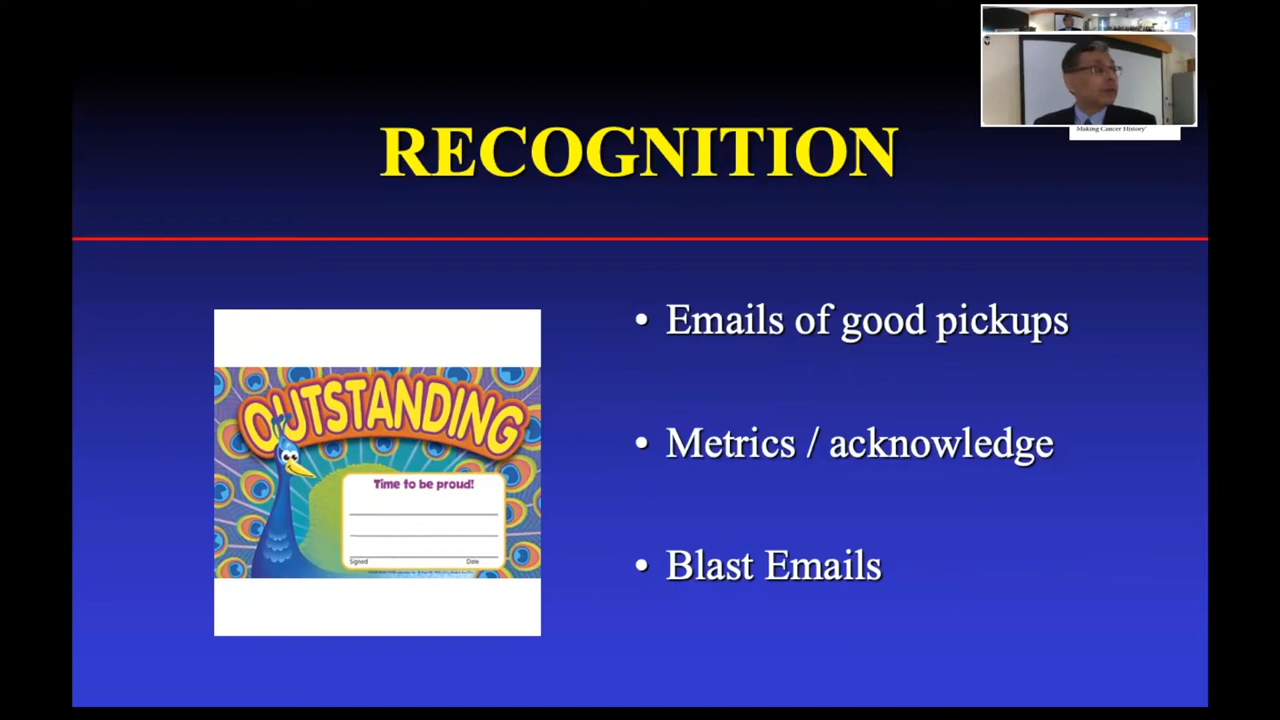 Making Cancer History®
RECOGNITION
• Emails of good pickups
• Metrics / acknowledge
• Blast Emails
OUTSTANDING
Time to be proud!
Signed Date